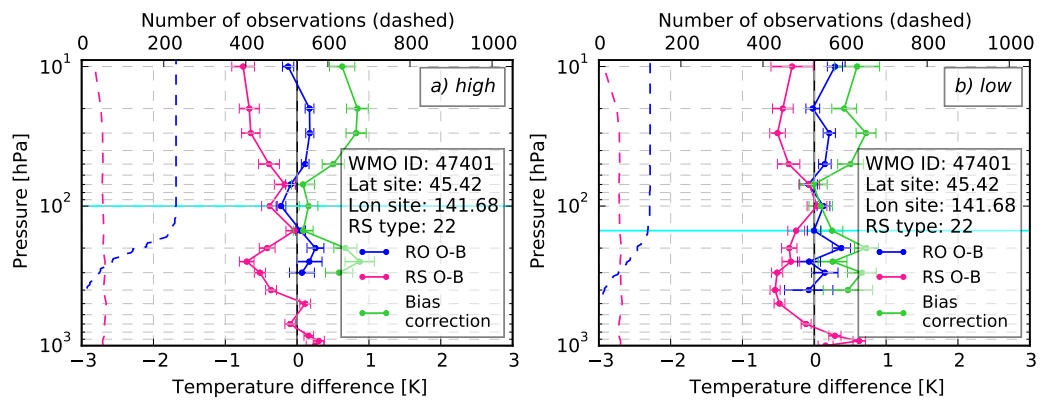 Number of observations (dashed)
0 200 400 600 800 1000
10¹
10²
10³
Pressure [hPa]
a) high
WMO ID: 47401
Lat site: 45.42
Lon site: 141.68
RS type: 22
RO O-B
RS O-B
Bias
correction
−3 −2 −1 0 1 2 3
Temperature difference [K]
Number of observations (dashed)
0 200 400 600 800 1000
10¹
10²
10³
Pressure [hPa]
b) low
WMO ID: 47401
Lat site: 45.42
Lon site: 141.68
RS type: 22
RO O-B
RS O-B
Bias
correction
−3 −2 −1 0 1 2 3
Temperature difference [K]